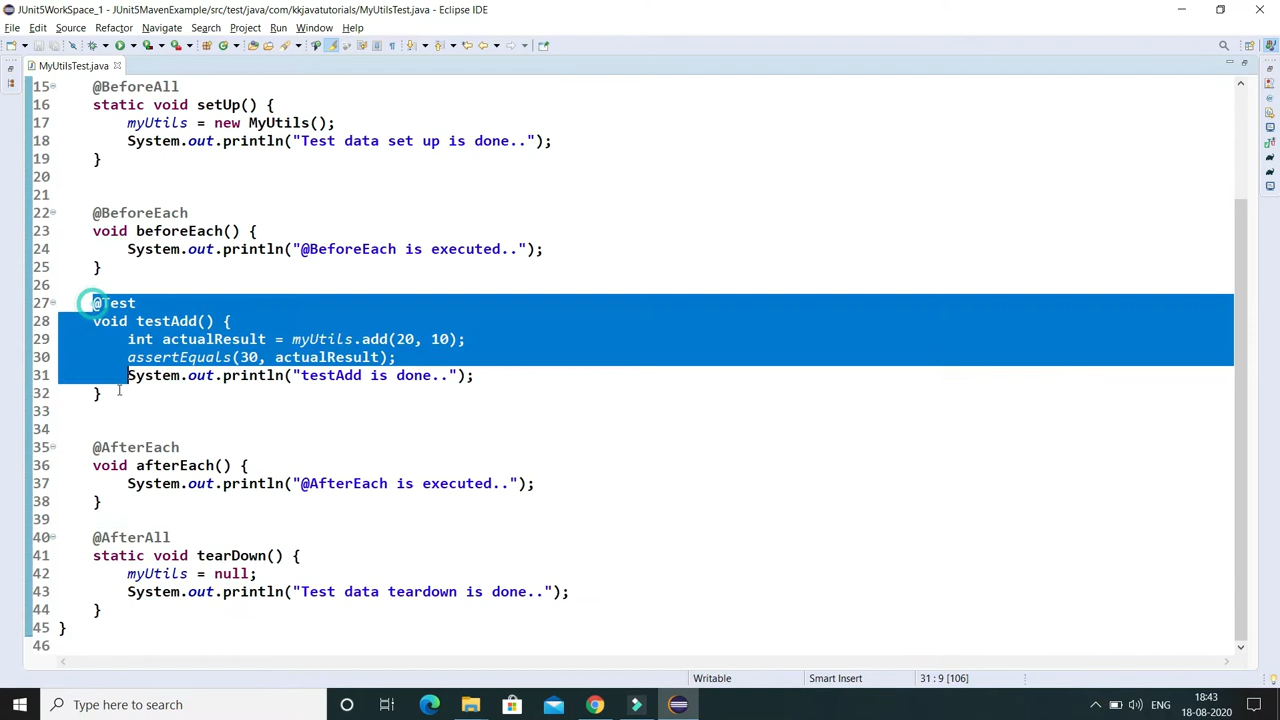 JUnit5WorkSpace_1 - JUnit5MavenExample/src/test/java/com/kkjavatutorials/MyUtilsTest.java - Eclipse IDE
File Edit Source Refactor Navigate Search Project Run Window Help
MyUtilsTest.java
15 @BeforeAll
16 static void setUp() {
17 myUtils = new MyUtils();
18 System.out.println("Test data set up is done..");
19 }
20
21
22 @BeforeEach
23 void beforeEach() {
24 System.out.println("@BeforeEach is executed..");
25 }
26
27 @Test
28 void testAdd() {
29 int actualResult = myUtils.add(20, 10);
30 assertEquals(30, actualResult);
31 System.out.println("testAdd is done..");
32 }
33
34
35 @AfterEach
36 void afterEach() {
37 System.out.println("@AfterEach is executed..");
38 }
39
40 @AfterAll
41 static void tearDown() {
42 myUtils = null;
43 System.out.println("Test data teardown is done..");
44 }
45 }
46
Writable Smart Insert 31 : 9 [106]
Type here to search
ENG
18:43
18-08-2020